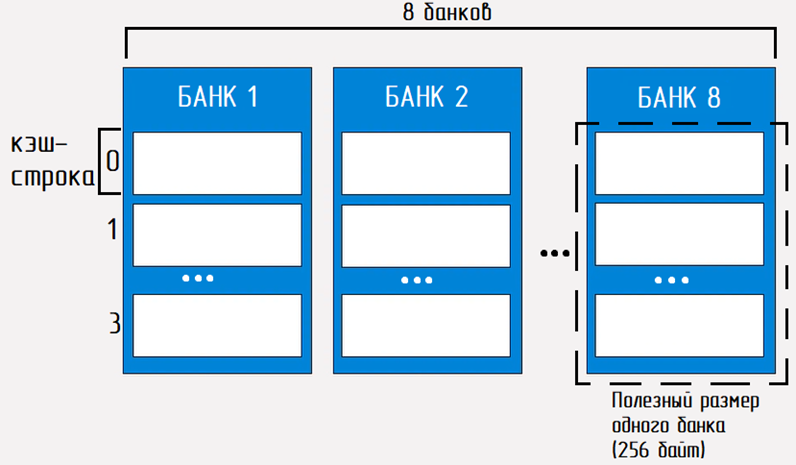 8 банков
БАНК 1
БАНК 2
БАНК 8
кэш-
строка
0
1
...
...
...
...
3
Полезный размер
одного банка
(256 байт)